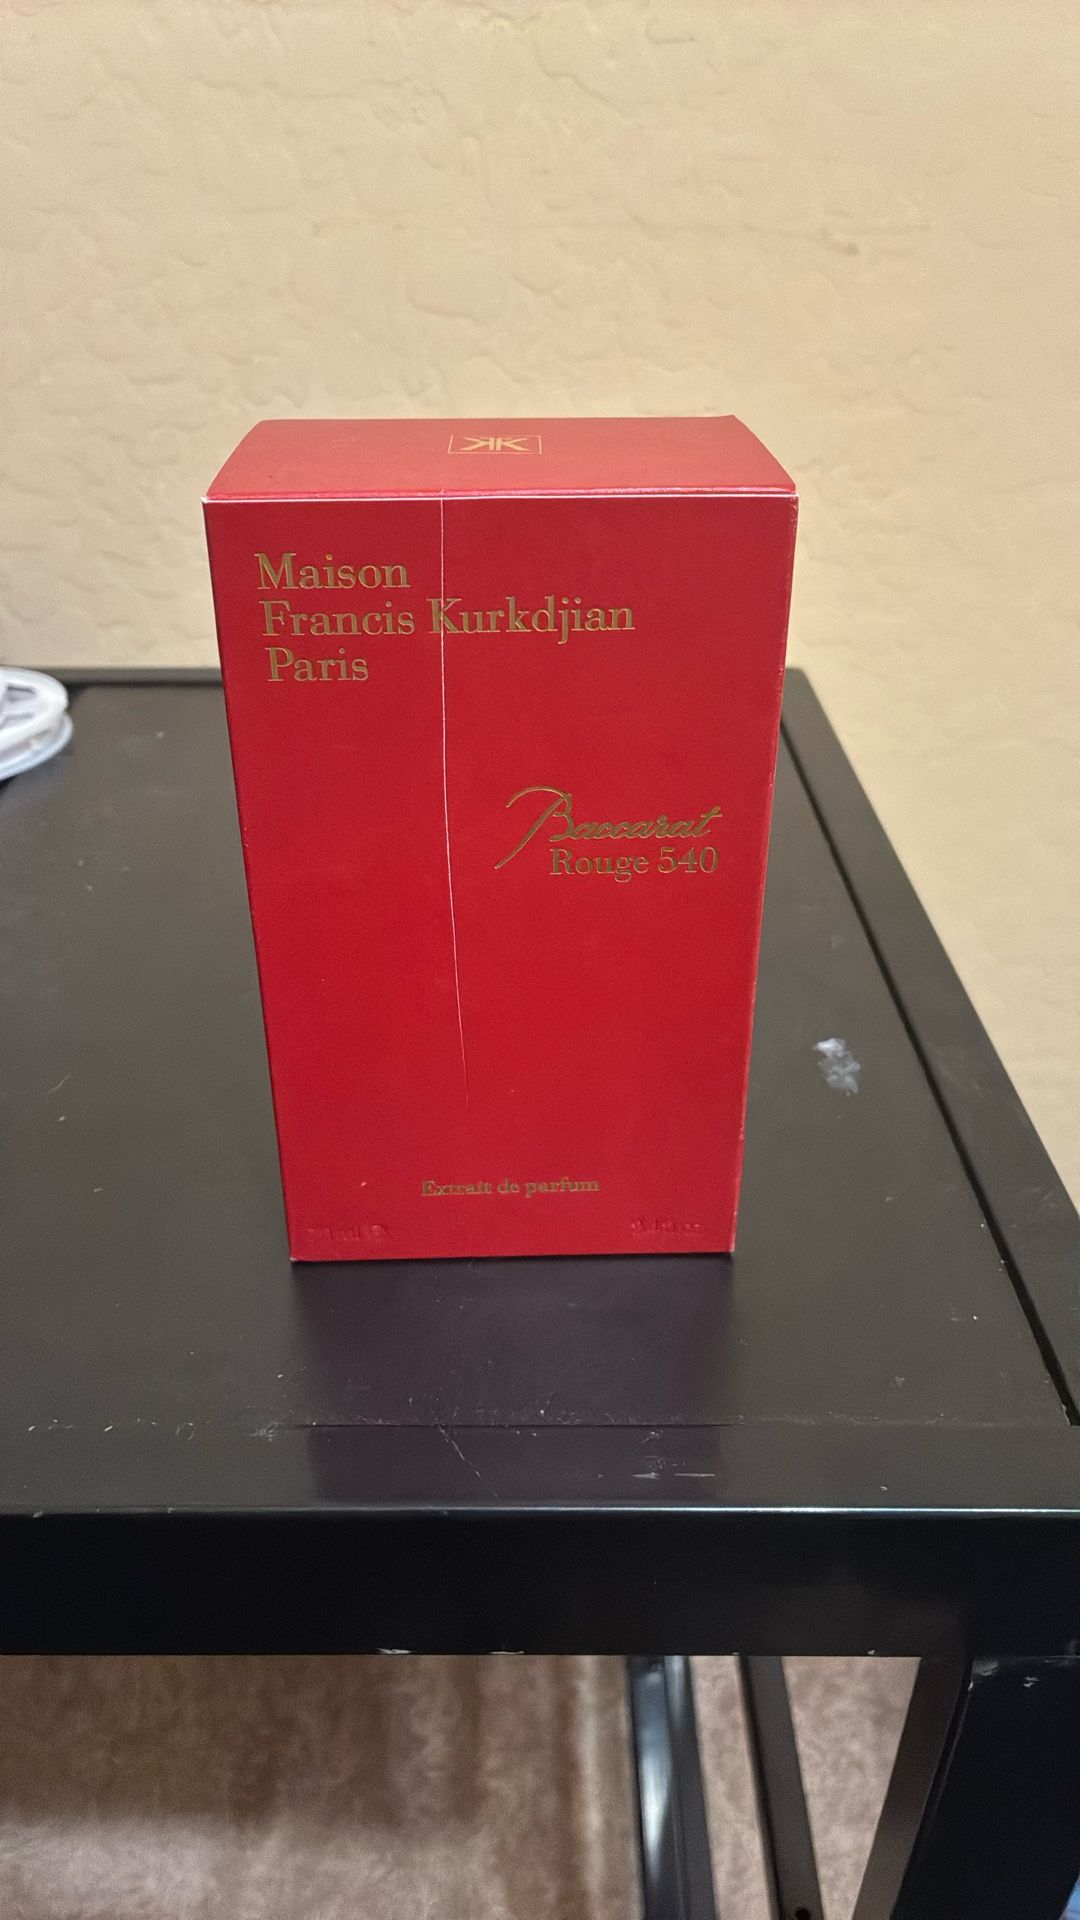 Maison
Francis Kurkdjian
Paris
Baccarat
Rouge 540
Extrait de parfum